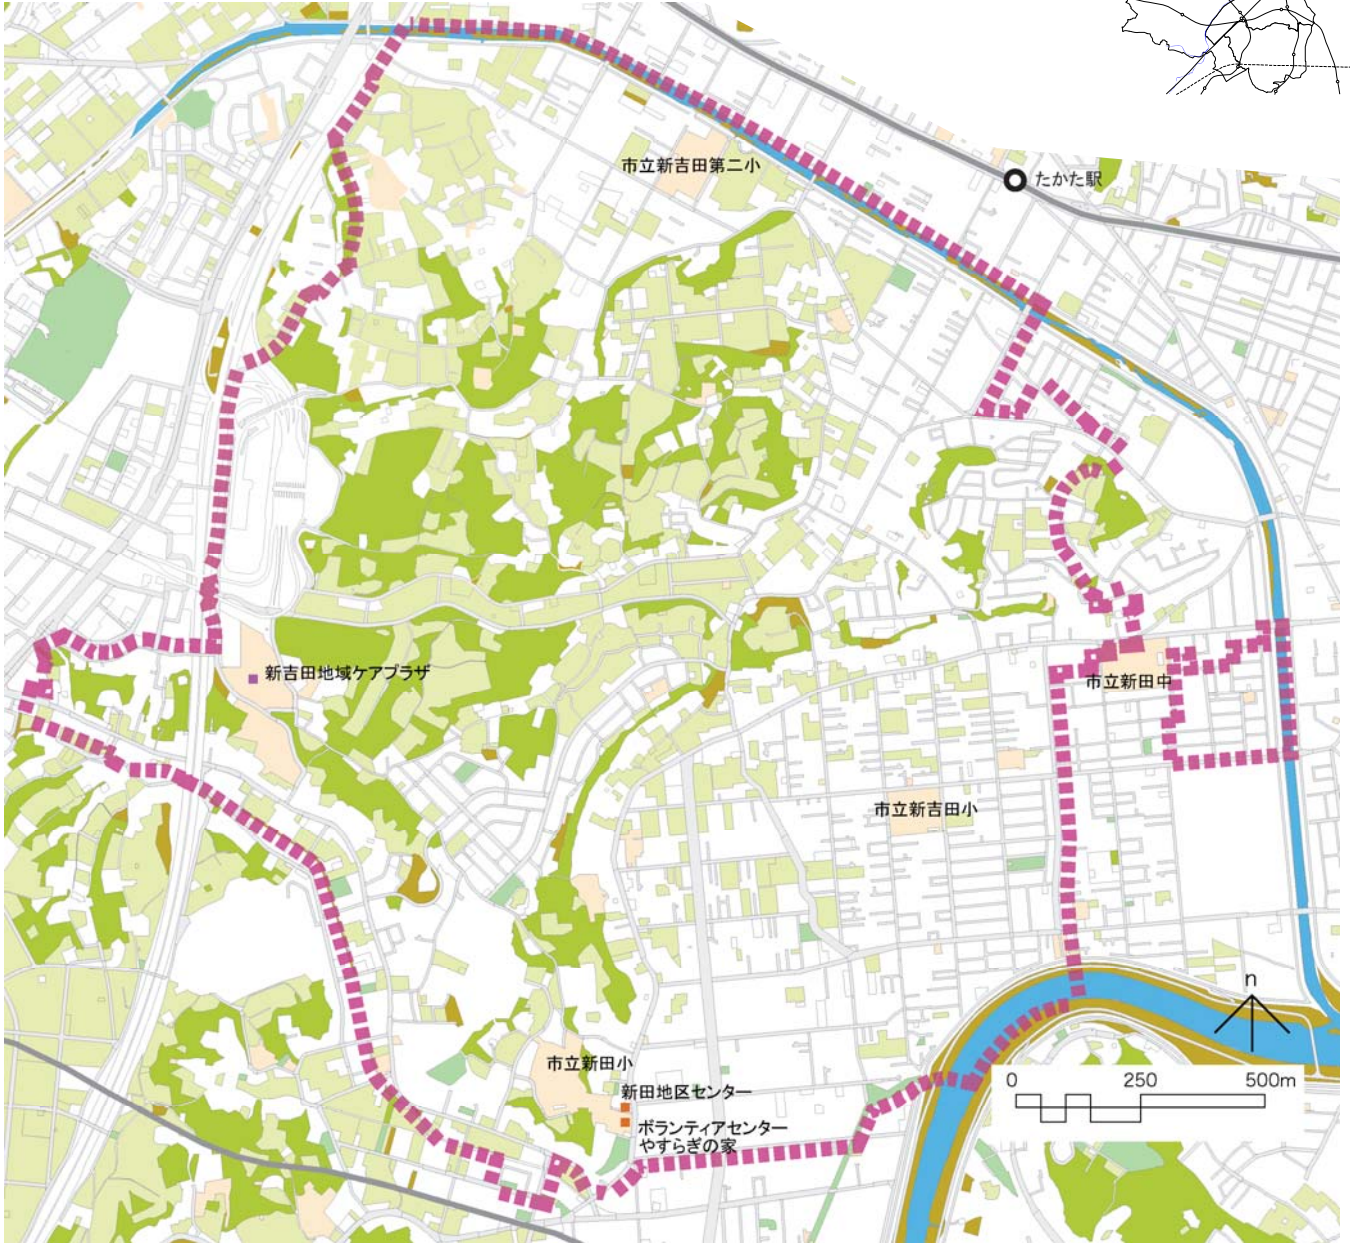 市立新吉田第二小
たかた駅
新吉田地域ケアプラザ
市立新田中
市立新吉田小
n
市立新田小
新田地区センター
ボランティアセンター
やすらぎの家
0 250 500m